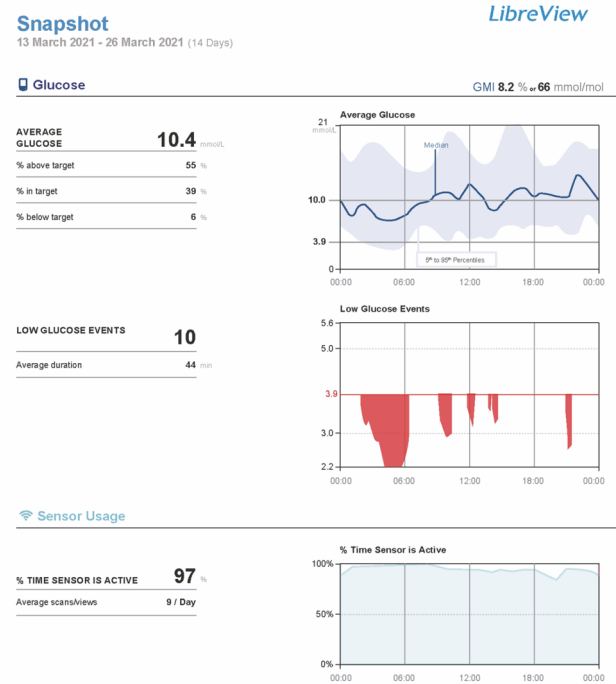 LibreView
Snapshot
13 March 2021 - 26 March 2021 (14 Days)
Glucose
GMI 8.2 % or 66 mmol/mol
AVERAGE
GLUCOSE 10.4 mmol/L
% above target 55 %
% in target 39 %
% below target 6 %
Average Glucose
21
mmol/L
Median
10.0
3.9
5th to 95th Percentiles
0
00:00 06:00 12:00 18:00 00:00
LOW GLUCOSE EVENTS 10
Average duration 44 min
Low Glucose Events
5.6
5.0
3.9
3.0
2.2
00:00 06:00 12:00 18:00 00:00
Sensor Usage
% TIME SENSOR IS ACTIVE 97 %
Average scans/views 9 / Day
% Time Sensor is Active
100%
50%
0%
00:00 06:00 12:00 18:00 00:00